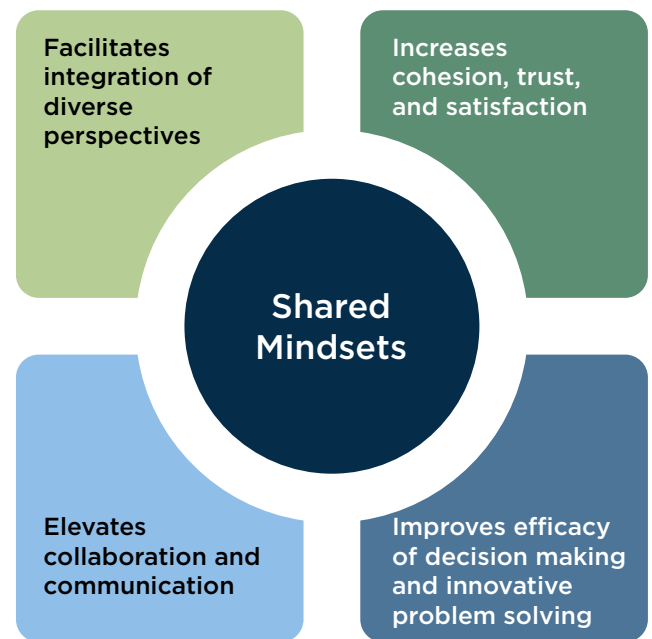 Facilitates
integration of
diverse
perspectives
Increases
cohesion, trust,
and satisfaction
Shared
Mindsets
Elevates
collaboration and
communication
Improves efficacy
of decision making
and innovative
problem solving